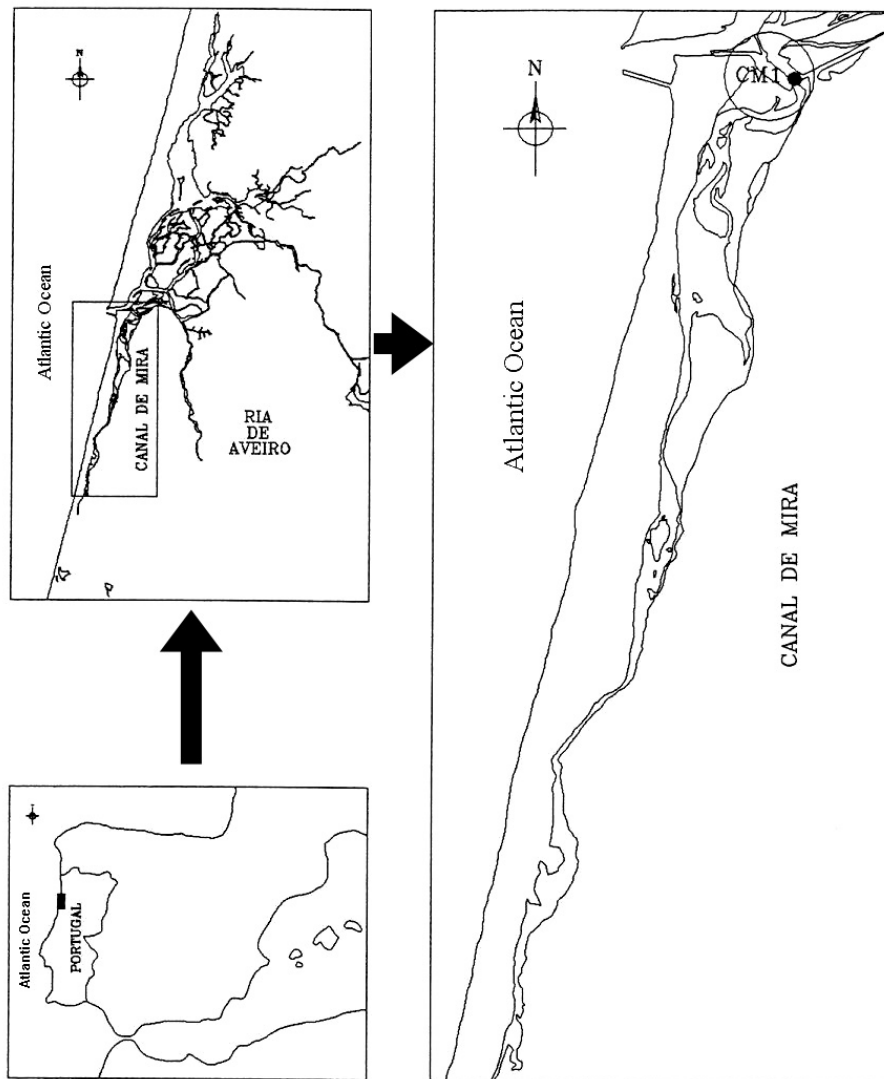 N
Atlantic Ocean
CANAL DE MIRA
RIA
DE
AVEIRO
Atlantic Ocean
PORTUGAL
N
CM1
Atlantic Ocean
CANAL DE MIRA